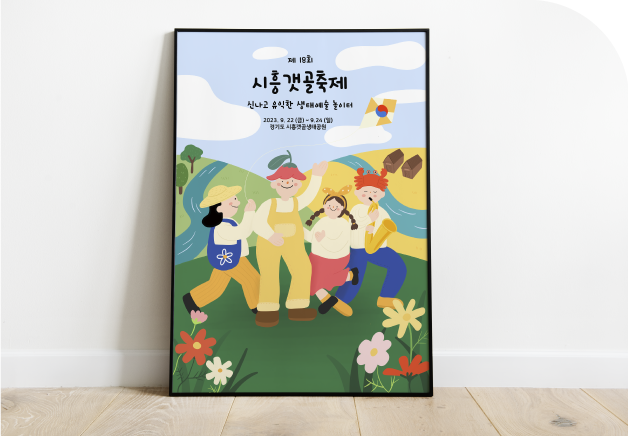 제 18회
시흥갯골축제
신나고 유익한 생태예술 놀이터
2023. 9. 22 (금) ~ 9.24 (일)
경기도 시흥갯골생태공원